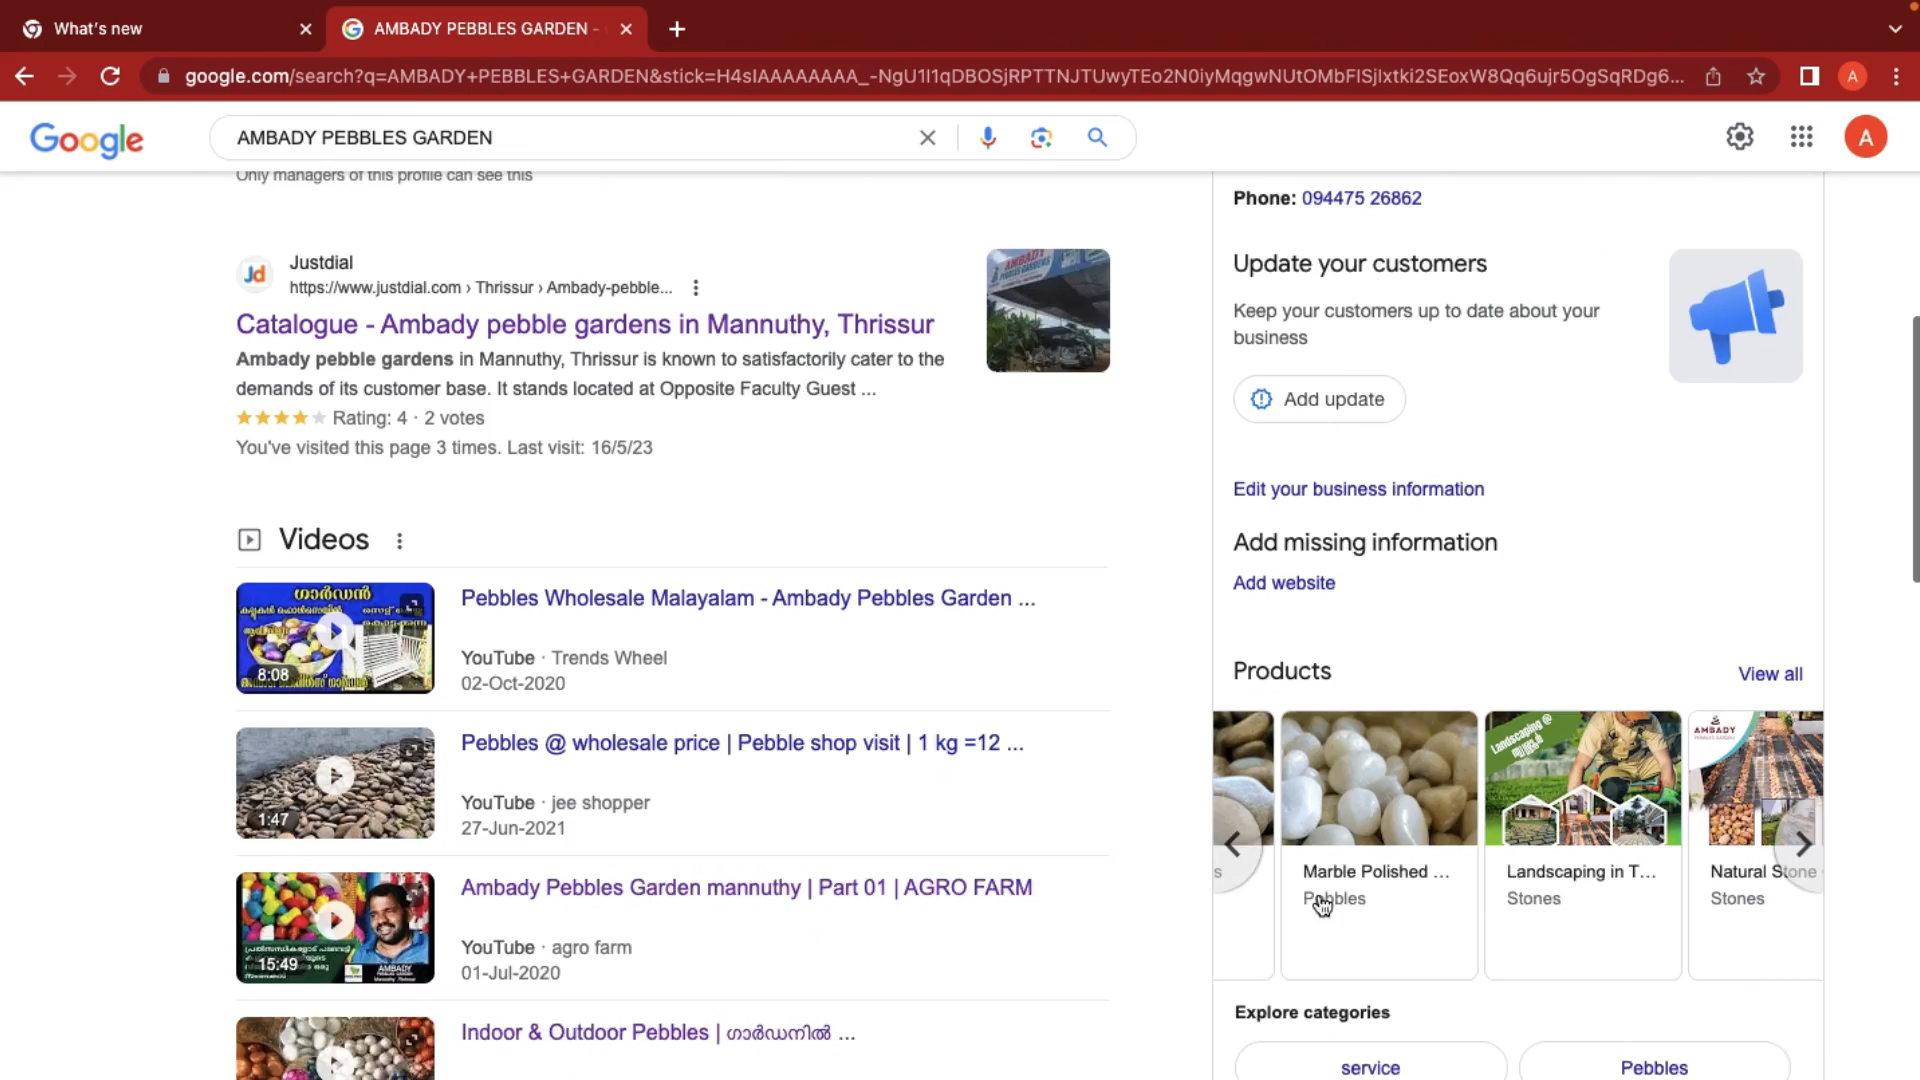 What's new
AMBADY PEBBLES GARDEN -
google.com/search?q=AMBADY+PEBBLES+GARDEN&stick=H4sIAAAAAAAA_-NgU1I1qDBOSjRPTTNJTUwyTEo2N0iyMqgwNUtOMbFISjIxtki2SEoxW8Qq6ujr5OgSqRDg6...
A
Google
AMBADY PEBBLES GARDEN
A
Only managers of this profile can see this
Jd
Justdial
https://www.justdial.com › Thrissur › Ambady-pebble...
Catalogue - Ambady pebble gardens in Mannuthy, Thrissur
Ambady pebble gardens in Mannuthy, Thrissur is known to satisfactorily cater to the
demands of its customer base. It stands located at Opposite Faculty Guest ...
Rating: 4 · 2 votes
You've visited this page 3 times. Last visit: 16/5/23
AMBADY
Videos
ഗാർഡൻ
8:08
Pebbles Wholesale Malayalam - Ambady Pebbles Garden ...
YouTube · Trends Wheel
02-Oct-2020
1:47
Pebbles @ wholesale price | Pebble shop visit | 1 kg =12 ...
YouTube · jee shopper
27-Jun-2021
15:49
AMBADY
Ambady Pebbles Garden mannuthy | Part 01 | AGRO FARM
YouTube · agro farm
01-Jul-2020
Indoor & Outdoor Pebbles | ഗാർഡനിൽ ...
Phone: 094475 26862
Update your customers
Keep your customers up to date about your
business
Add update
Edit your business information
Add missing information
Add website
Products
View all
s
Marble Polished ...
Pebbles
Landscaping @
Landscaping in T...
Stones
AMBADY
Natural Stone
Stones
Explore categories
service
Pebbles